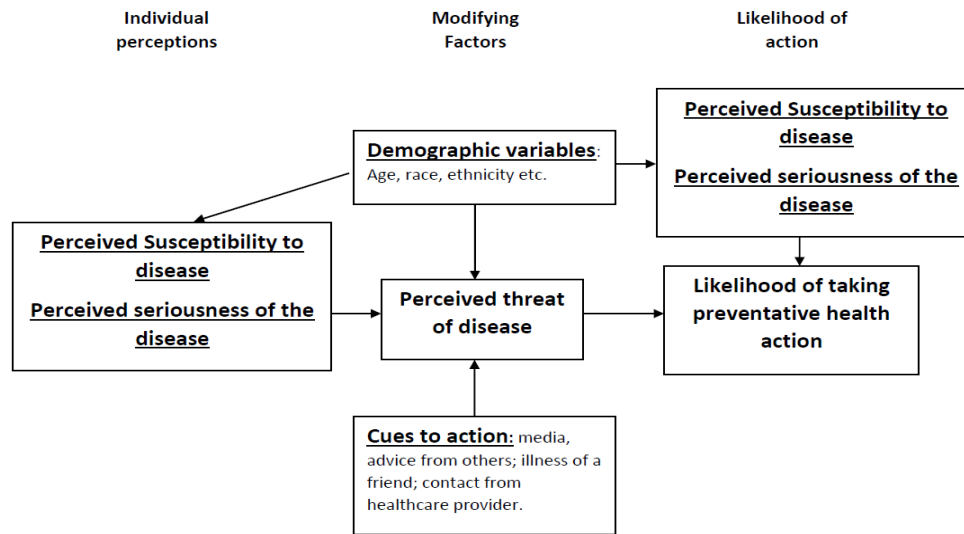 Individual
perceptions
Modifying
Factors
Likelihood of
action
Perceived Susceptibility to
disease
Perceived seriousness of the
disease
Demographic variables:
Age, race, ethnicity etc.
Perceived Susceptibility to
disease
Perceived seriousness of the
disease
Perceived threat
of disease
Likelihood of taking
preventative health
action
Cues to action: media,
advice from others; illness of a
friend; contact from
healthcare provider.